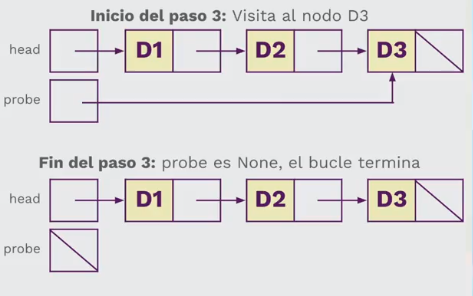 Inicio del paso 3: Visita al nodo D3
head D1 D2 D3
probe
Fin del paso 3: probe es None, el bucle termina
head D1 D2 D3
probe